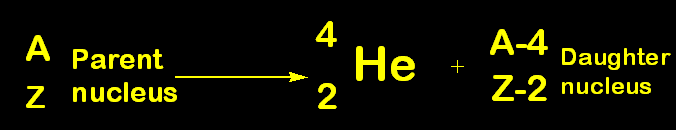 A
Z
Parent
nucleus
4
2
He
+
A-4
Z-2
Daughter
nucleus